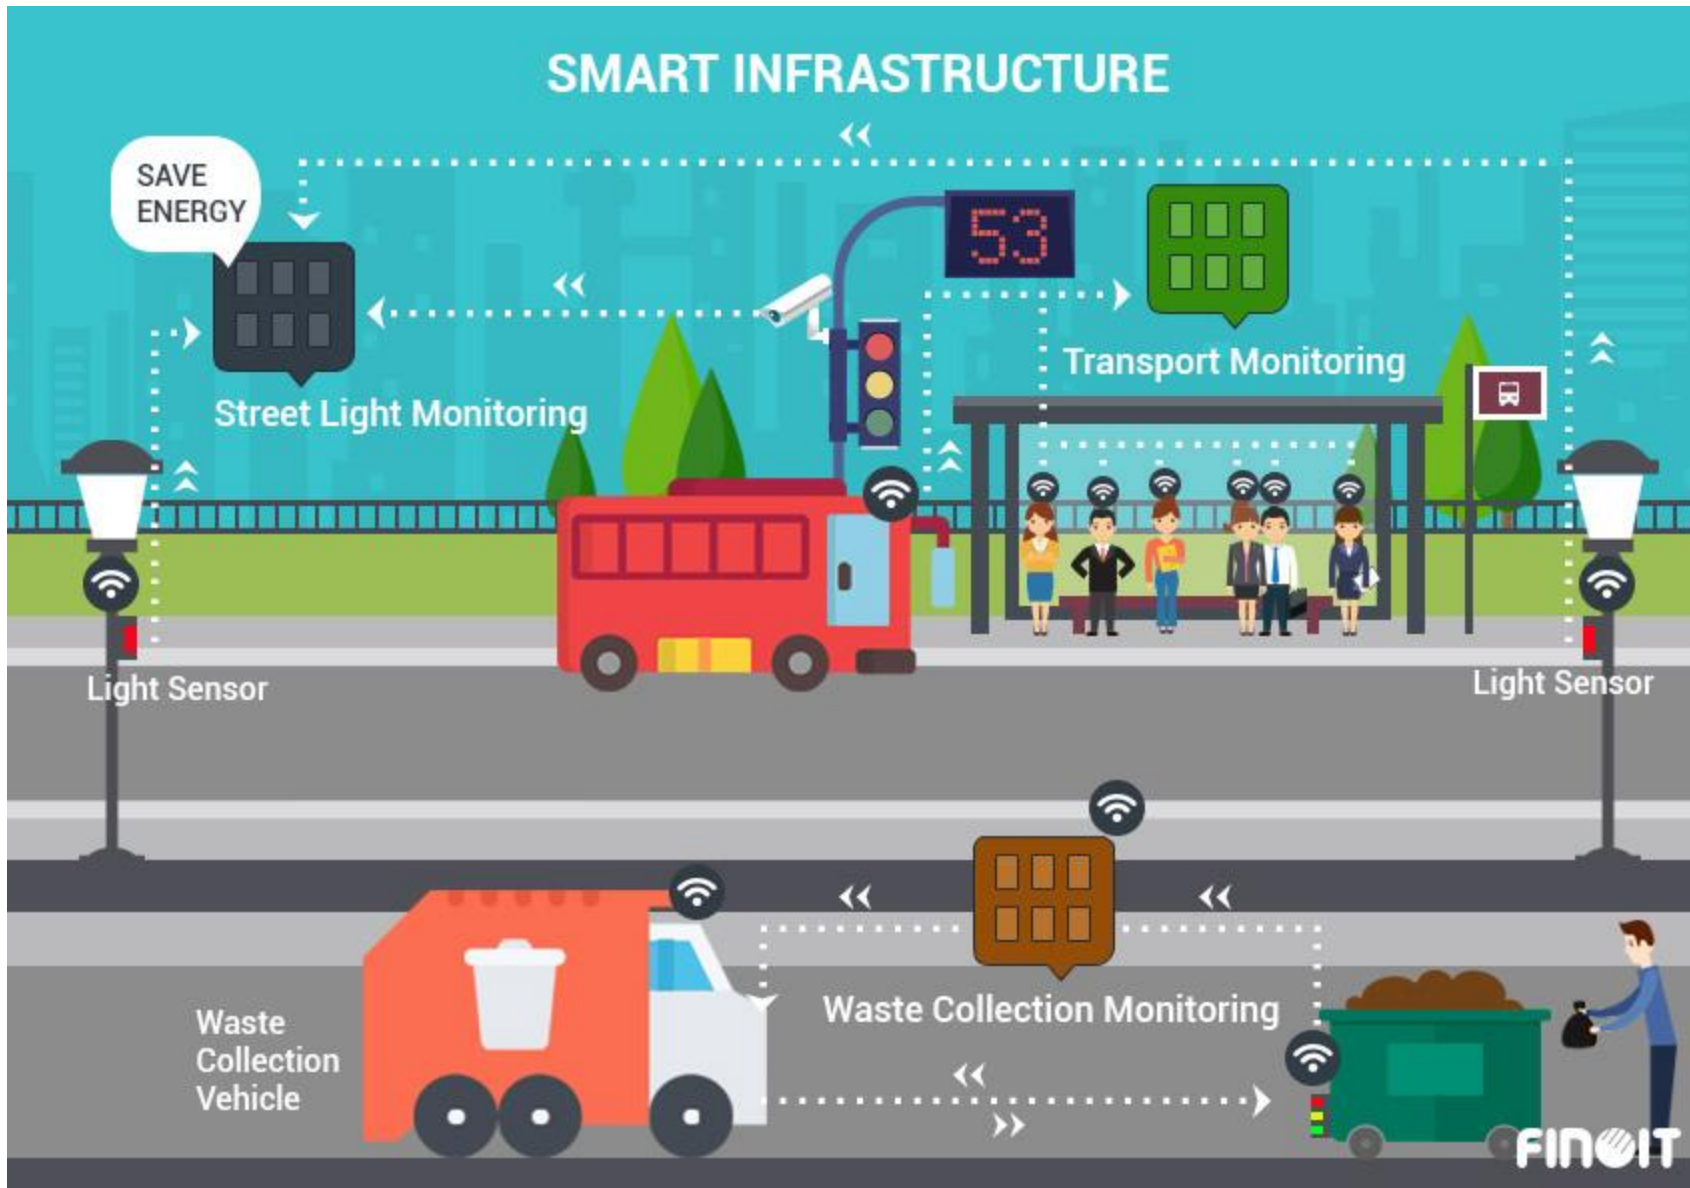 SMART INFRASTRUCTURE
SAVE
ENERGY
53
Transport Monitoring
Street Light Monitoring
Light Sensor
Light Sensor
Waste Collection Monitoring
Waste
Collection
Vehicle
FINOIT